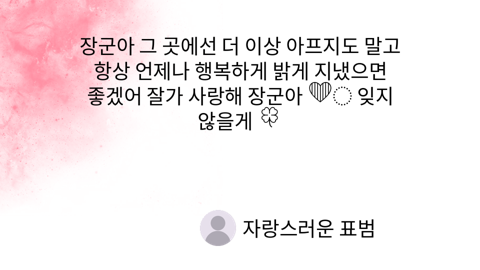 장군아 그 곳에선 더 이상 아프지도 말고
항상 언제나 행복하게 밝게 지냈으면
좋겠어 잘가 사랑해 장군아 💗️ 잊지
않을게 🍀
자랑스러운 표범